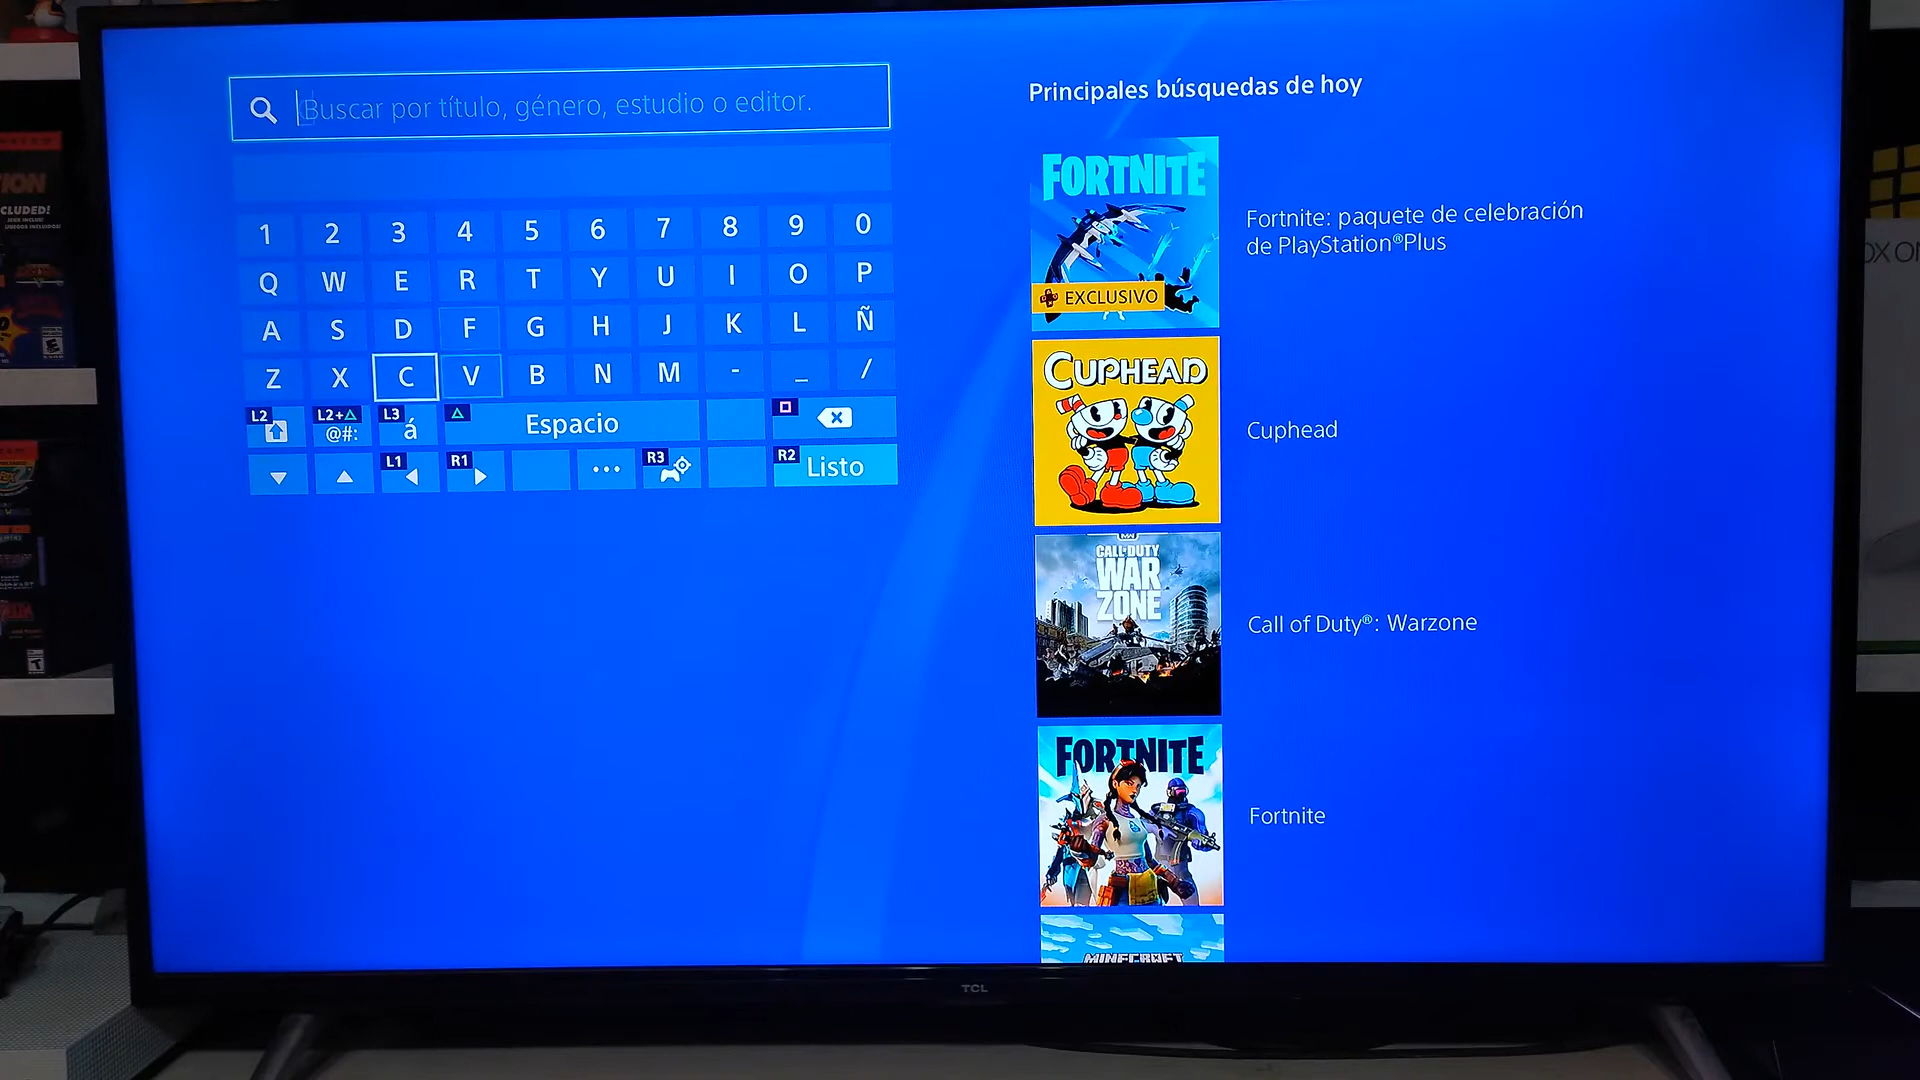 Buscar por título, género, estudio o editor.
1 2 3 4 5 6 7 8 9 0
Q W E R T Y U I O P
A S D F G H J K L Ñ
Z X C V B N M - _ /
L2 L2+△ @#: L3 á △ Espacio □
L1 R1 ... R3 R2 Listo
Principales búsquedas de hoy
FORTNITE
EXCLUSIVO
Fortnite: paquete de celebración
de PlayStation®Plus
CUPHEAD
Cuphead
CALL OF DUTY
WAR
ZONE
Call of Duty®: Warzone
FORTNITE
Fortnite
MINECRAFT
TCL
CLUDED!